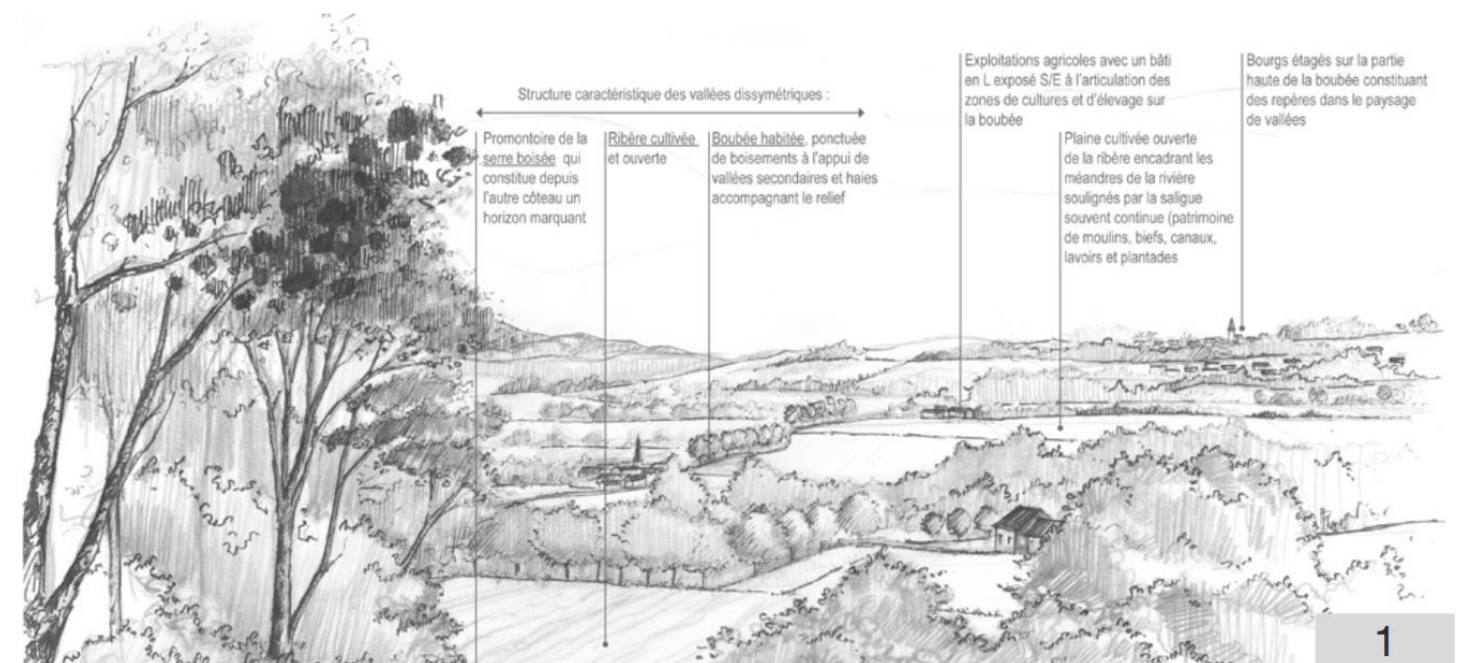 Structure caractéristique des vallées dissymétriques :
Promontoire de la
serre boisée qui
constitue depuis
l'autre côteau un
horizon marquant
Ribère cultivée
et ouverte
Boubée habitée, ponctuée
de boisements à l'appui de
vallées secondaires et haies
accompagnant le relief
Exploitations agricoles avec un bâti
en L exposé S/E à l'articulation des
zones de cultures et d'élevage sur
la boubée
Plaine cultivée ouverte
de la ribère encadrant les
méandres de la rivière
soulignés par la saligue
souvent continue (patrimoine
de moulins, biefs, canaux,
lavoirs et plantades
Bourgs étagés sur la partie
haute de la boubée constituant
des repères dans le paysage
de vallées
1